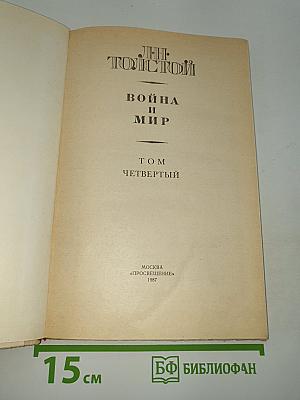 Л·Н·
ТОЛСТОЙ
ВОЙНА
И
МИР
ТОМ
ЧЕТВЕРТЫЙ
МОСКВА
«ПРОСВЕЩЕНИЕ»
1987
15 см
БФ БИБЛИОФАН